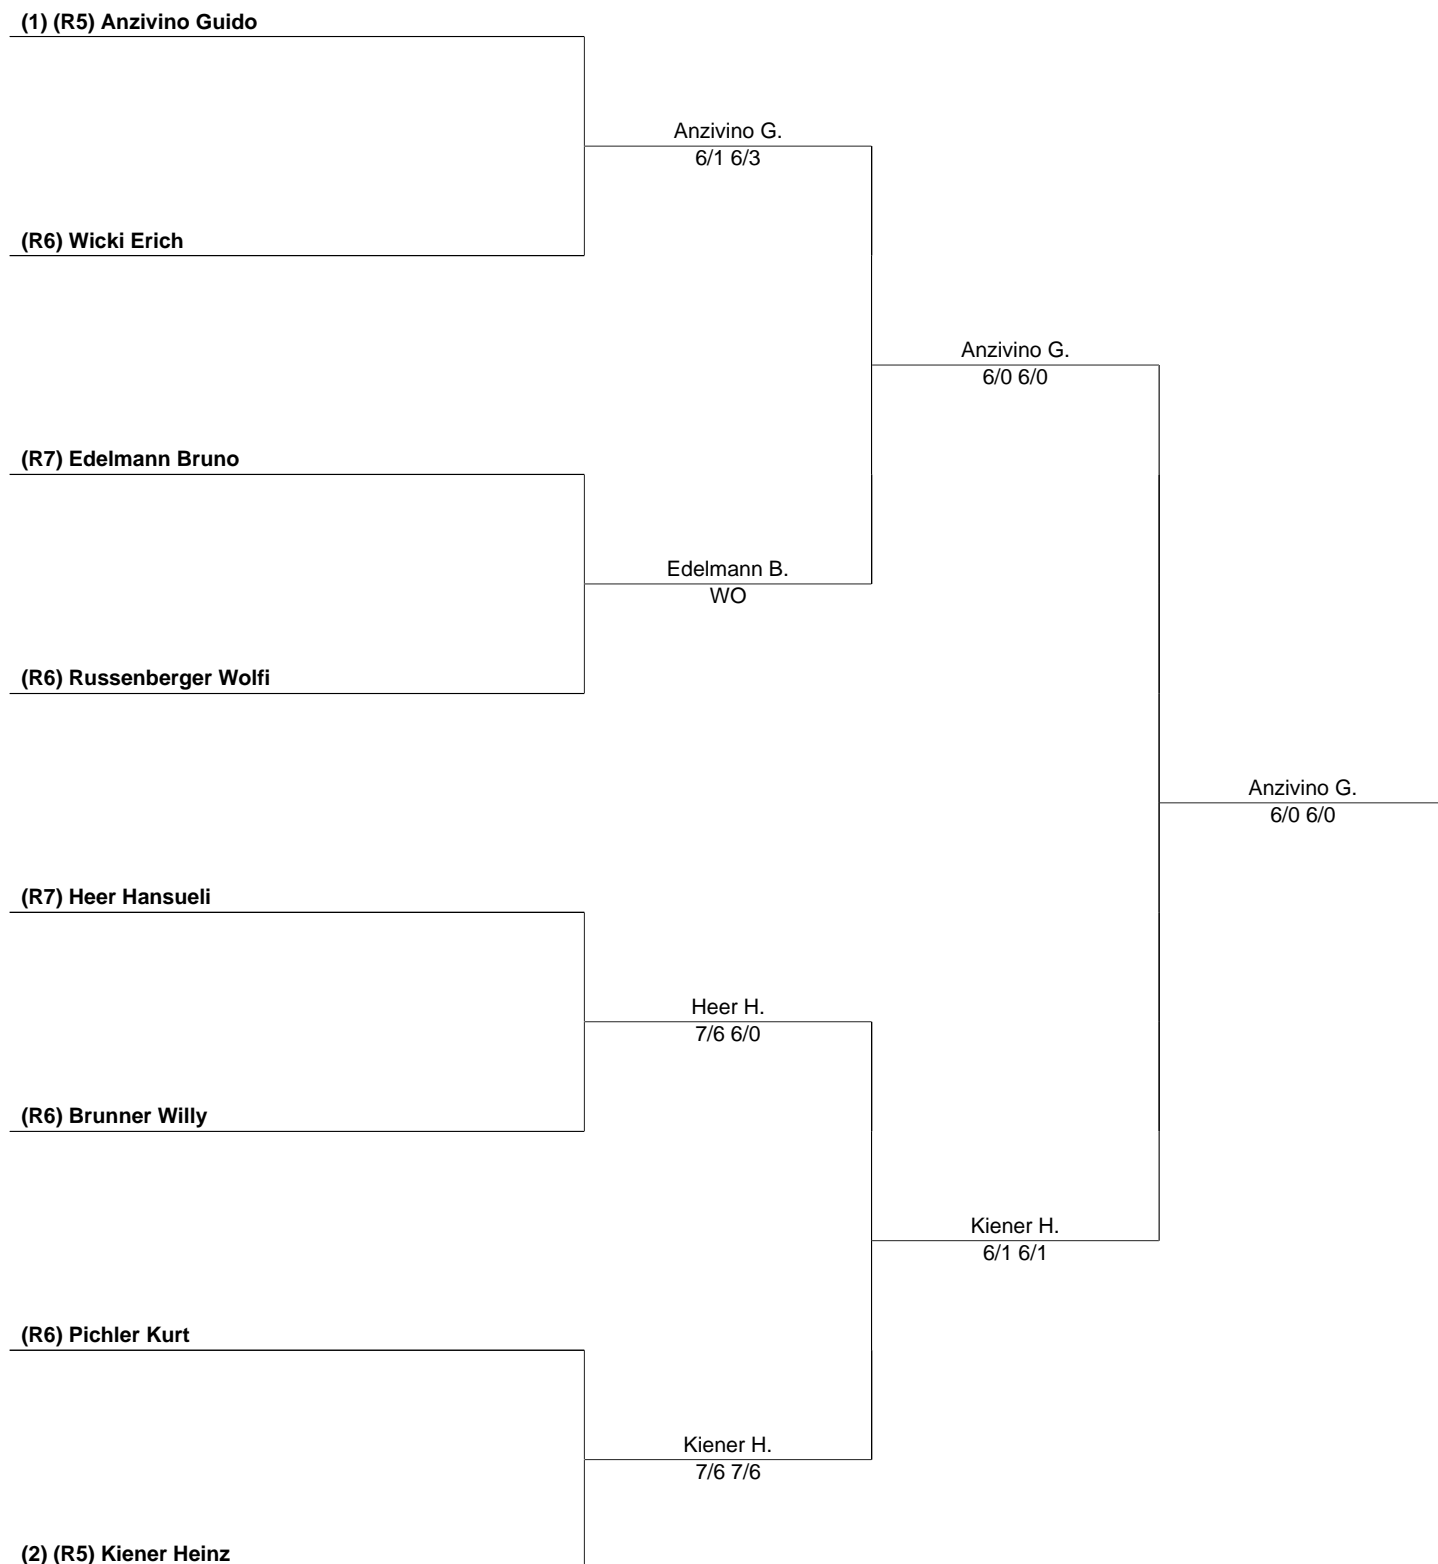 (1) (R5) Anzivino Guido
Anzivino G.
6/1 6/3
(R6) Wicki Erich
Anzivino G.
6/0 6/0
(R7) Edelmann Bruno
Edelmann B.
WO
(R6) Russenberger Wolfi
Anzivino G.
6/0 6/0
(R7) Heer Hansueli
Heer H.
7/6 6/0
(R6) Brunner Willy
Kiener H.
6/1 6/1
(R6) Pichler Kurt
Kiener H.
7/6 7/6
(2) (R5) Kiener Heinz